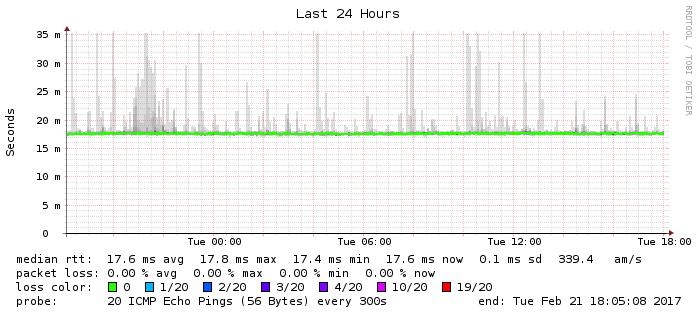 Last 24 Hours
RRDTOOL / TOBI OETIKER
Seconds
35 m
30 m
25 m
20 m
15 m
10 m
5 m
0
Tue 00:00 Tue 06:00 Tue 12:00 Tue 18:00
median rtt: 17.6 ms avg 17.8 ms max 17.4 ms min 17.6 ms now 0.1 ms sd 339.4 am/s
packet loss: 0.00 % avg 0.00 % max 0.00 % min 0.00 % now
loss color: 0 1/20 2/20 3/20 4/20 10/20 19/20
probe: 20 ICMP Echo Pings (56 Bytes) every 300s end: Tue Feb 21 18:05:08 2017